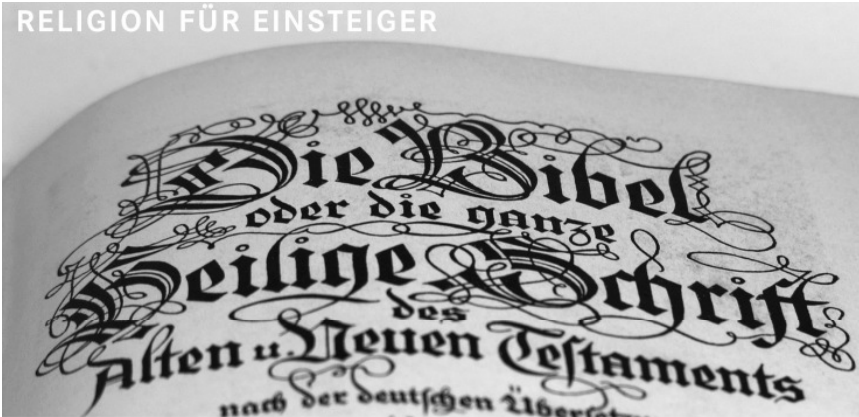 RELIGION FÜR EINSTEIGER
Die Bibel
oder die ganze
Heilige Schrift
des
Alten u. Neuen Testaments
nach der deutschen